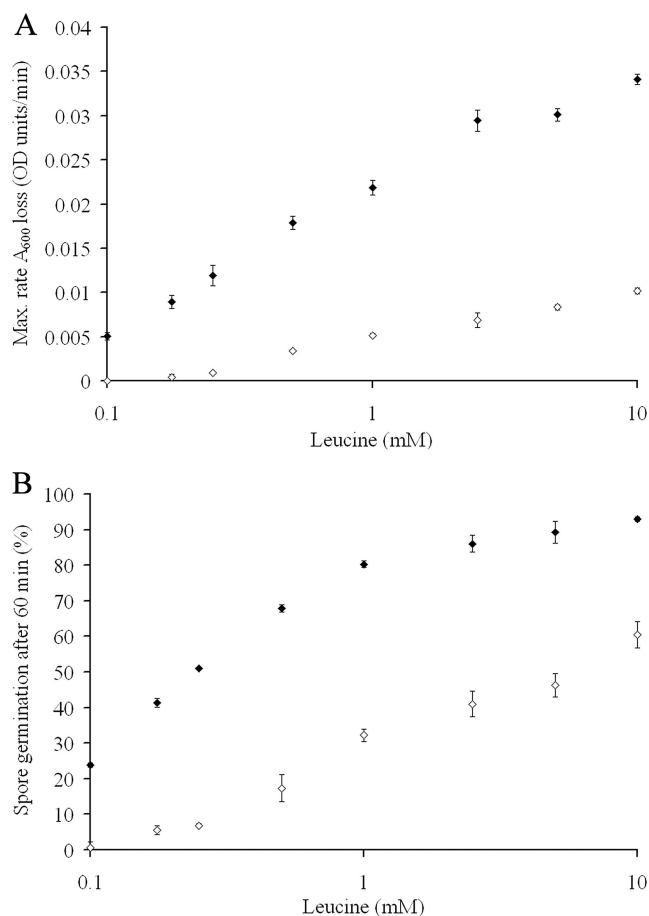 A
Max. rate A600 loss (OD units/min)
0.04
0.035
0.03
0.025
0.02
0.015
0.01
0.005
0
0.1 1 10
Leucine (mM)
B
Spore germination after 60 min (%)
100
90
80
70
60
50
40
30
20
10
0
0.1 1 10
Leucine (mM)